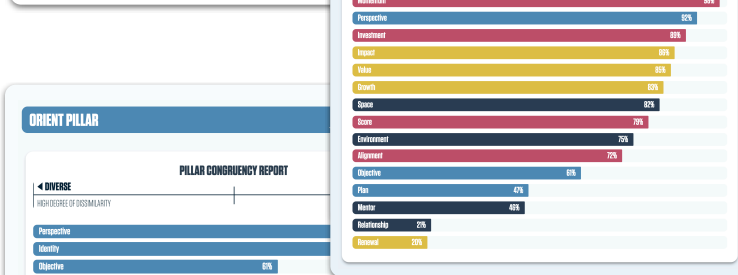 Perspective 92%
Investment 89%
Impact 86%
Value 85%
Growth 83%
Space 82%
Score 79%
Environment 75%
Alignment 72%
Objective 61%
Plan 47%
Mentor 46%
Relationship 21%
Renewal 20%
ORIENT PILLAR
PILLAR CONGRUENCY REPORT
DIVERSE
HIGH DEGREE OF DISSIMILARITY
Perspective
Identity
Objective 61%